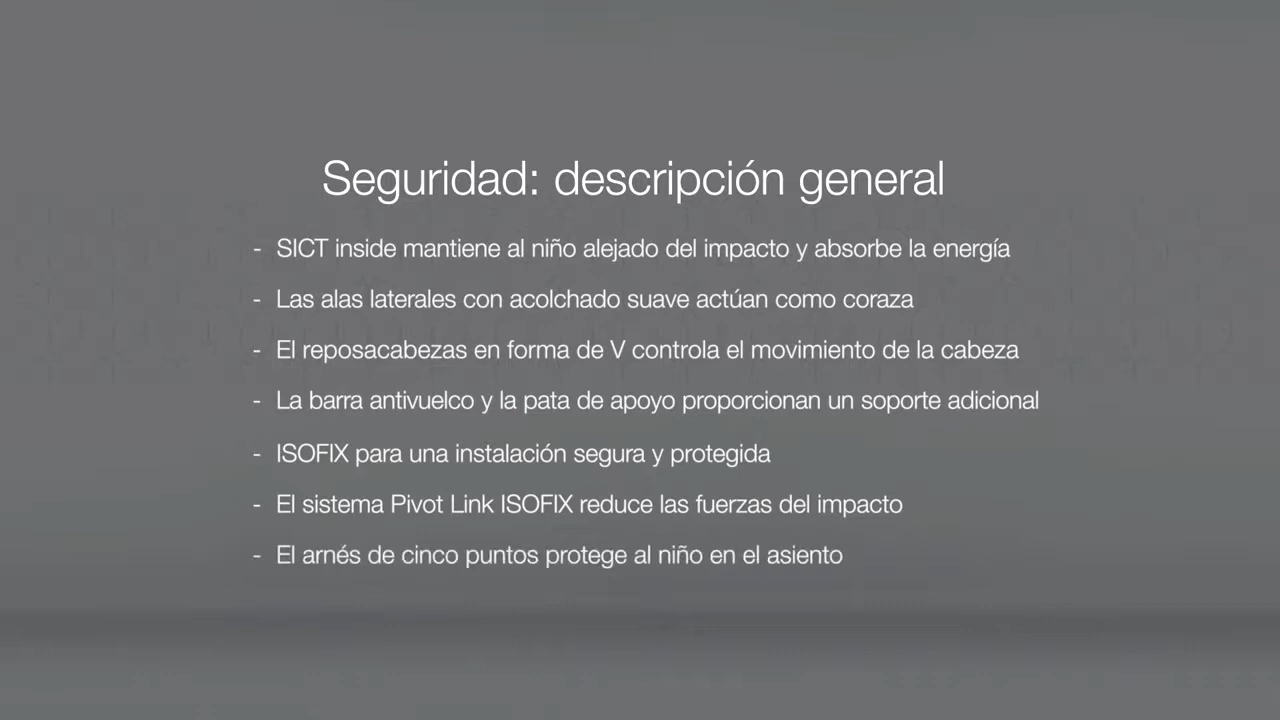 Seguridad: descripción general
- SICT inside mantiene al niño alejado del impacto y absorbe la energía
- Las alas laterales con acolchado suave actúan como coraza
- El reposacabezas en forma de V controla el movimiento de la cabeza
- La barra antivuelco y la pata de apoyo proporcionan un soporte adicional
- ISOFIX para una instalación segura y protegida
- El sistema Pivot Link ISOFIX reduce las fuerzas del impacto
- El arnés de cinco puntos protege al niño en el asiento